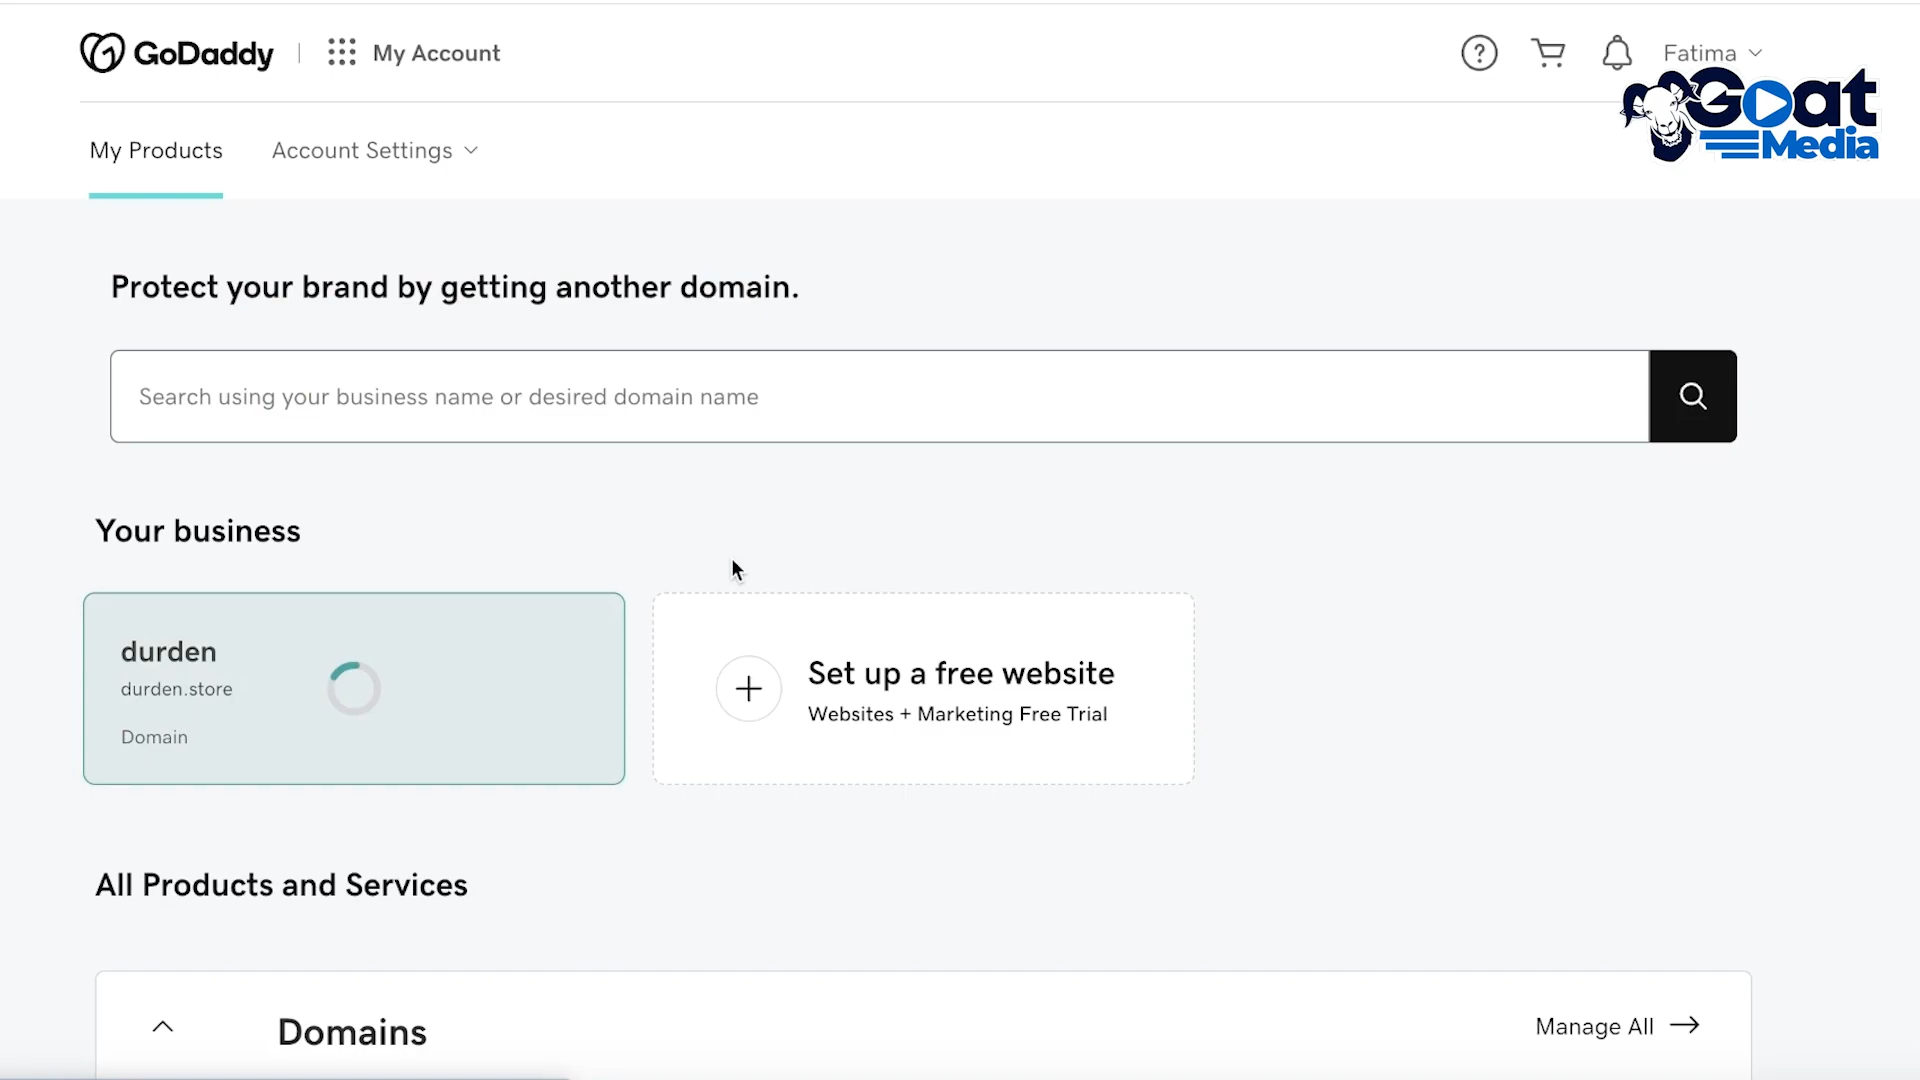 GoDaddy
My Account
Fatima
Goat
Media
My Products
Account Settings
Protect your brand by getting another domain.
Search using your business name or desired domain name
Your business
durden
durden.store
Domain
Set up a free website
Websites + Marketing Free Trial
All Products and Services
Domains
Manage All